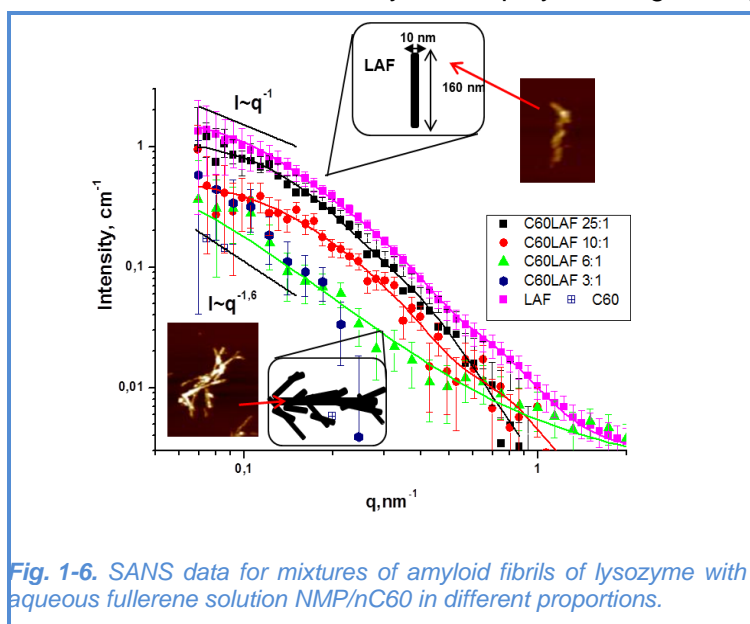 10 nm
LAF
160 nm
I~q-1
1
0,1
0,01
Intensity, cm-1
C60LAF 25:1
C60LAF 10:1
C60LAF 6:1
C60LAF 3:1
LAF C60
I~q-1,6
0,1 1
q,nm-1
Fig. 1-6. SANS data for mixtures of amyloid fibrils of lysozyme with
aqueous fullerene solution NMP/nC60 in different proportions.